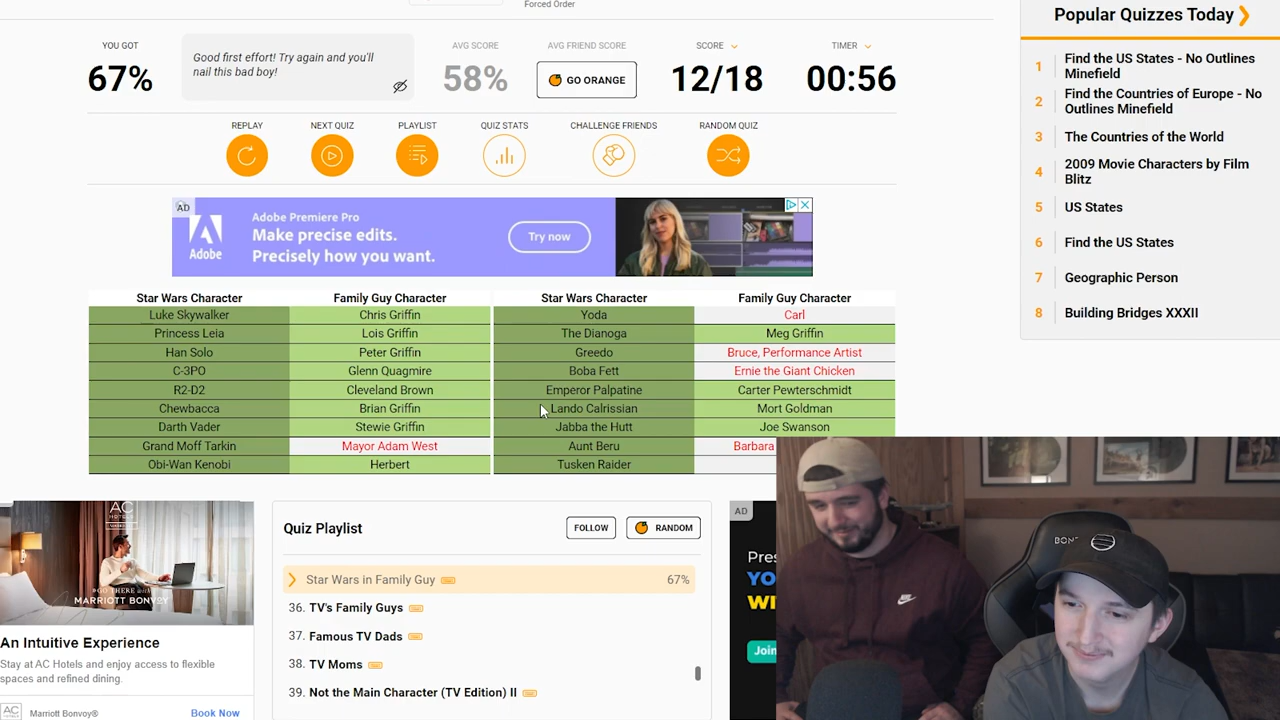 Forced Order
YOU GOT
67%
Good first effort! Try again and you'll
nail this bad boy!
AVG SCORE
58%
AVG FRIEND SCORE
GO ORANGE
SCORE
12/18
TIMER
00:56
REPLAY
NEXT QUIZ
PLAYLIST
QUIZ STATS
CHALLENGE FRIENDS
RANDOM QUIZ
AD
Adobe
Adobe Premiere Pro
Make precise edits.
Precisely how you want.
Try now
Star Wars Character Family Guy Character Star Wars Character Family Guy Character
Luke Skywalker Chris Griffin Yoda Carl
Princess Leia Lois Griffin The Dianoga Meg Griffin
Han Solo Peter Griffin Greedo Bruce, Performance Artist
C-3PO Glenn Quagmire Boba Fett Ernie the Giant Chicken
R2-D2 Cleveland Brown Emperor Palpatine Carter Pewterschmidt
Chewbacca Brian Griffin Lando Calrissian Mort Goldman
Darth Vader Stewie Griffin Jabba the Hutt Joe Swanson
Grand Moff Tarkin Mayor Adam West Aunt Beru Barbara
Obi-Wan Kenobi Herbert Tusken Raider
Popular Quizzes Today
1 Find the US States - No Outlines
Minefield
2 Find the Countries of Europe - No
Outlines Minefield
3 The Countries of the World
4 2009 Movie Characters by Film
Blitz
5 US States
6 Find the US States
7 Geographic Person
8 Building Bridges XXXII
AC
HOTELS
MARRIOTT BONVOY
An Intuitive Experience
Stay at AC Hotels and enjoy access to flexible
spaces and refined dining.
Marriott Bonvoy®
Book Now
Quiz Playlist
FOLLOW
RANDOM
Star Wars in Family Guy 67%
36. TV's Family Guys
37. Famous TV Dads
38. TV Moms
39. Not the Main Character (TV Edition) II
AD
Pres
YO
WI
Join